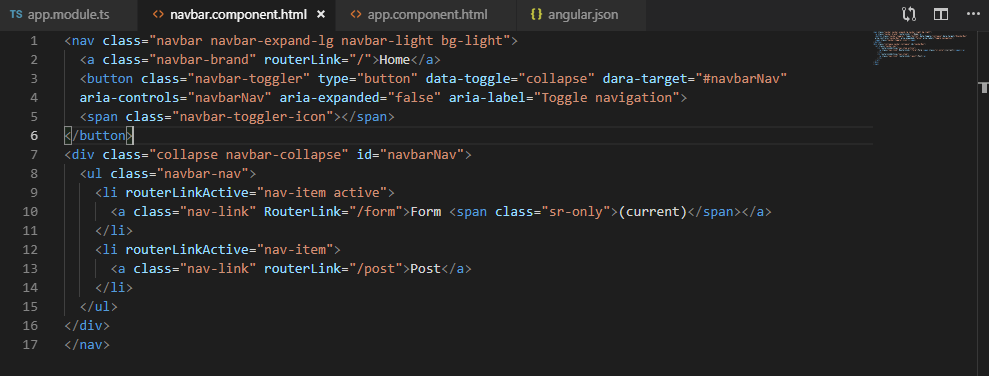 TS app.module.ts
<> navbar.component.html ×
<> app.component.html
{} angular.json
...
1 <nav class="navbar navbar-expand-lg navbar-light bg-light">
2 <a class="navbar-brand" routerLink="/">Home</a>
3 <button class="navbar-toggler" type="button" data-toggle="collapse" dara-target="#navbarNav"
4 aria-controls="navbarNav" aria-expanded="false" aria-label="Toggle navigation">
5 <span class="navbar-toggler-icon"></span>
6 </button>
7 <div class="collapse navbar-collapse" id="navbarNav">
8 <ul class="navbar-nav">
9 <li routerLinkActive="nav-item active">
10 <a class="nav-link" RouterLink="/form">Form <span class="sr-only">(current)</span></a>
11 </li>
12 <li routerLinkActive="nav-item">
13 <a class="nav-link" routerLink="/post">Post</a>
14 </li>
15 </ul>
16 </div>
17 </nav>